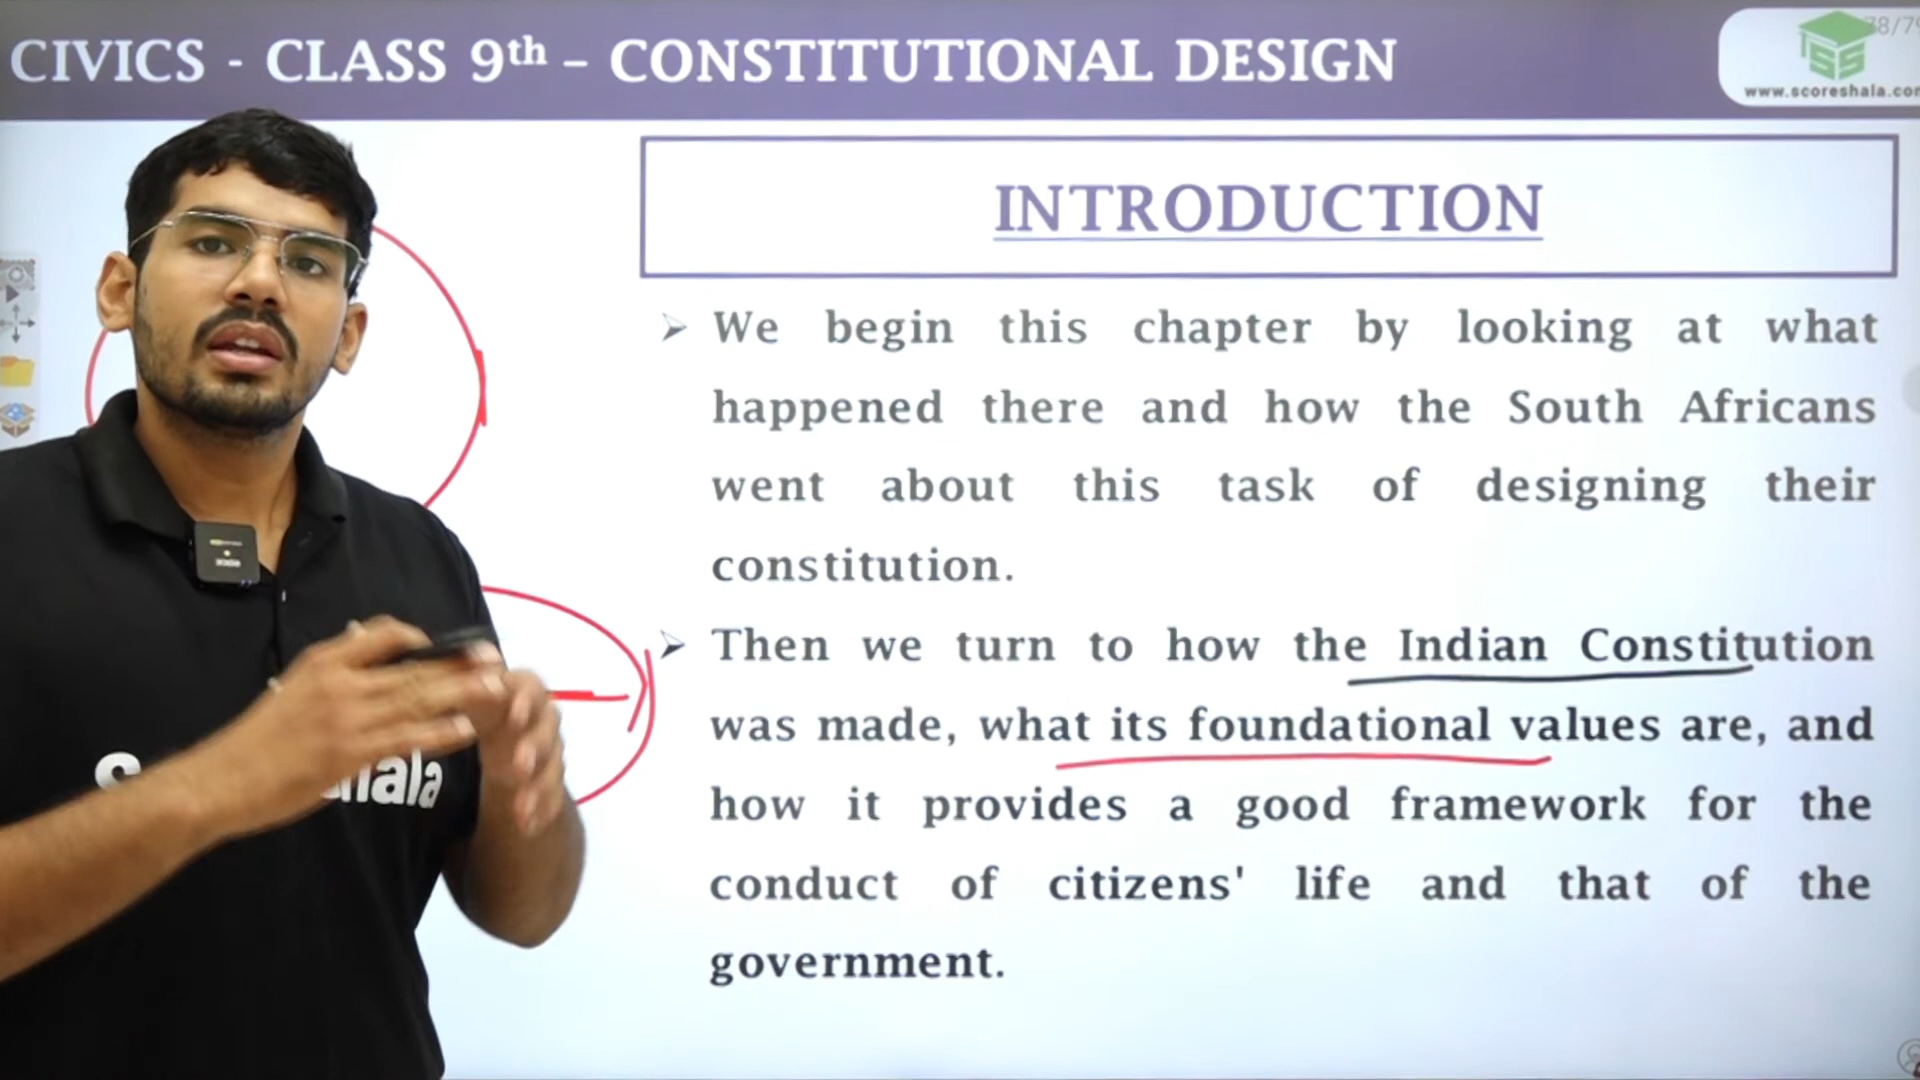 CIVICS - CLASS 9th – CONSTITUTIONAL DESIGN
www.scoreshala.com
INTRODUCTION
We begin this chapter by looking at what
happened there and how the South Africans
went about this task of designing their
constitution.
Then we turn to how the Indian Constitution
was made, what its foundational values are, and
how it provides a good framework for the
conduct of citizens' life and that of the
government.